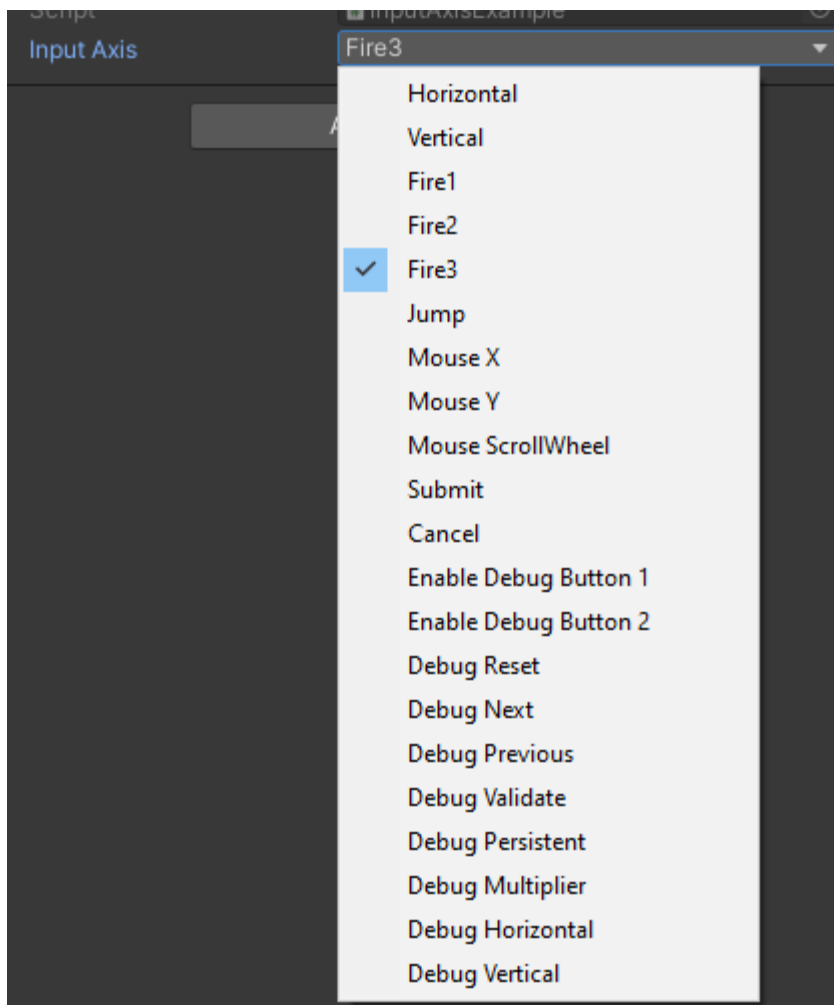 Script
InputAxisExample
Input Axis
Fire3
Horizontal
Vertical
Fire1
Fire2
Fire3
Jump
Mouse X
Mouse Y
Mouse ScrollWheel
Submit
Cancel
Enable Debug Button 1
Enable Debug Button 2
Debug Reset
Debug Next
Debug Previous
Debug Validate
Debug Persistent
Debug Multiplier
Debug Horizontal
Debug Vertical